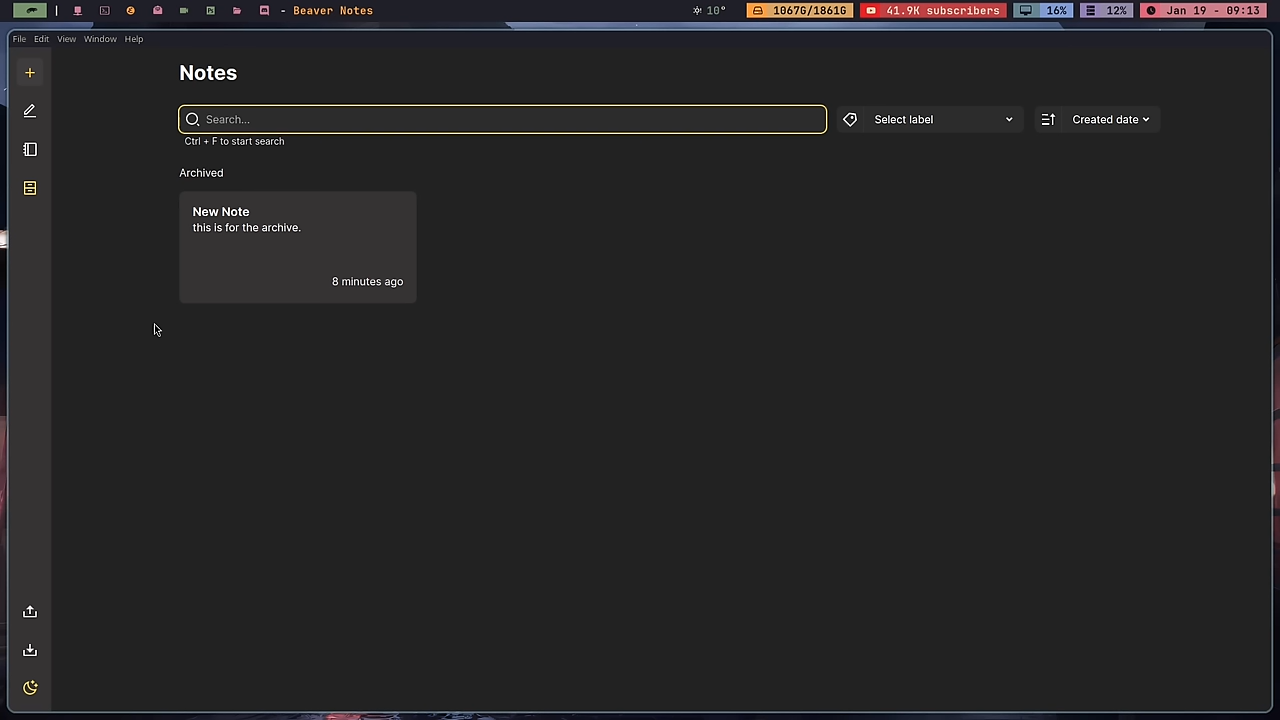 | - Beaver Notes 10° 1067G/1861G 41.9K subscribers 16% 12% Jan 19 - 09:13
File Edit View Window Help
Notes
Search... Select label Created date
Ctrl + F to start search
Archived
New Note
this is for the archive.
8 minutes ago